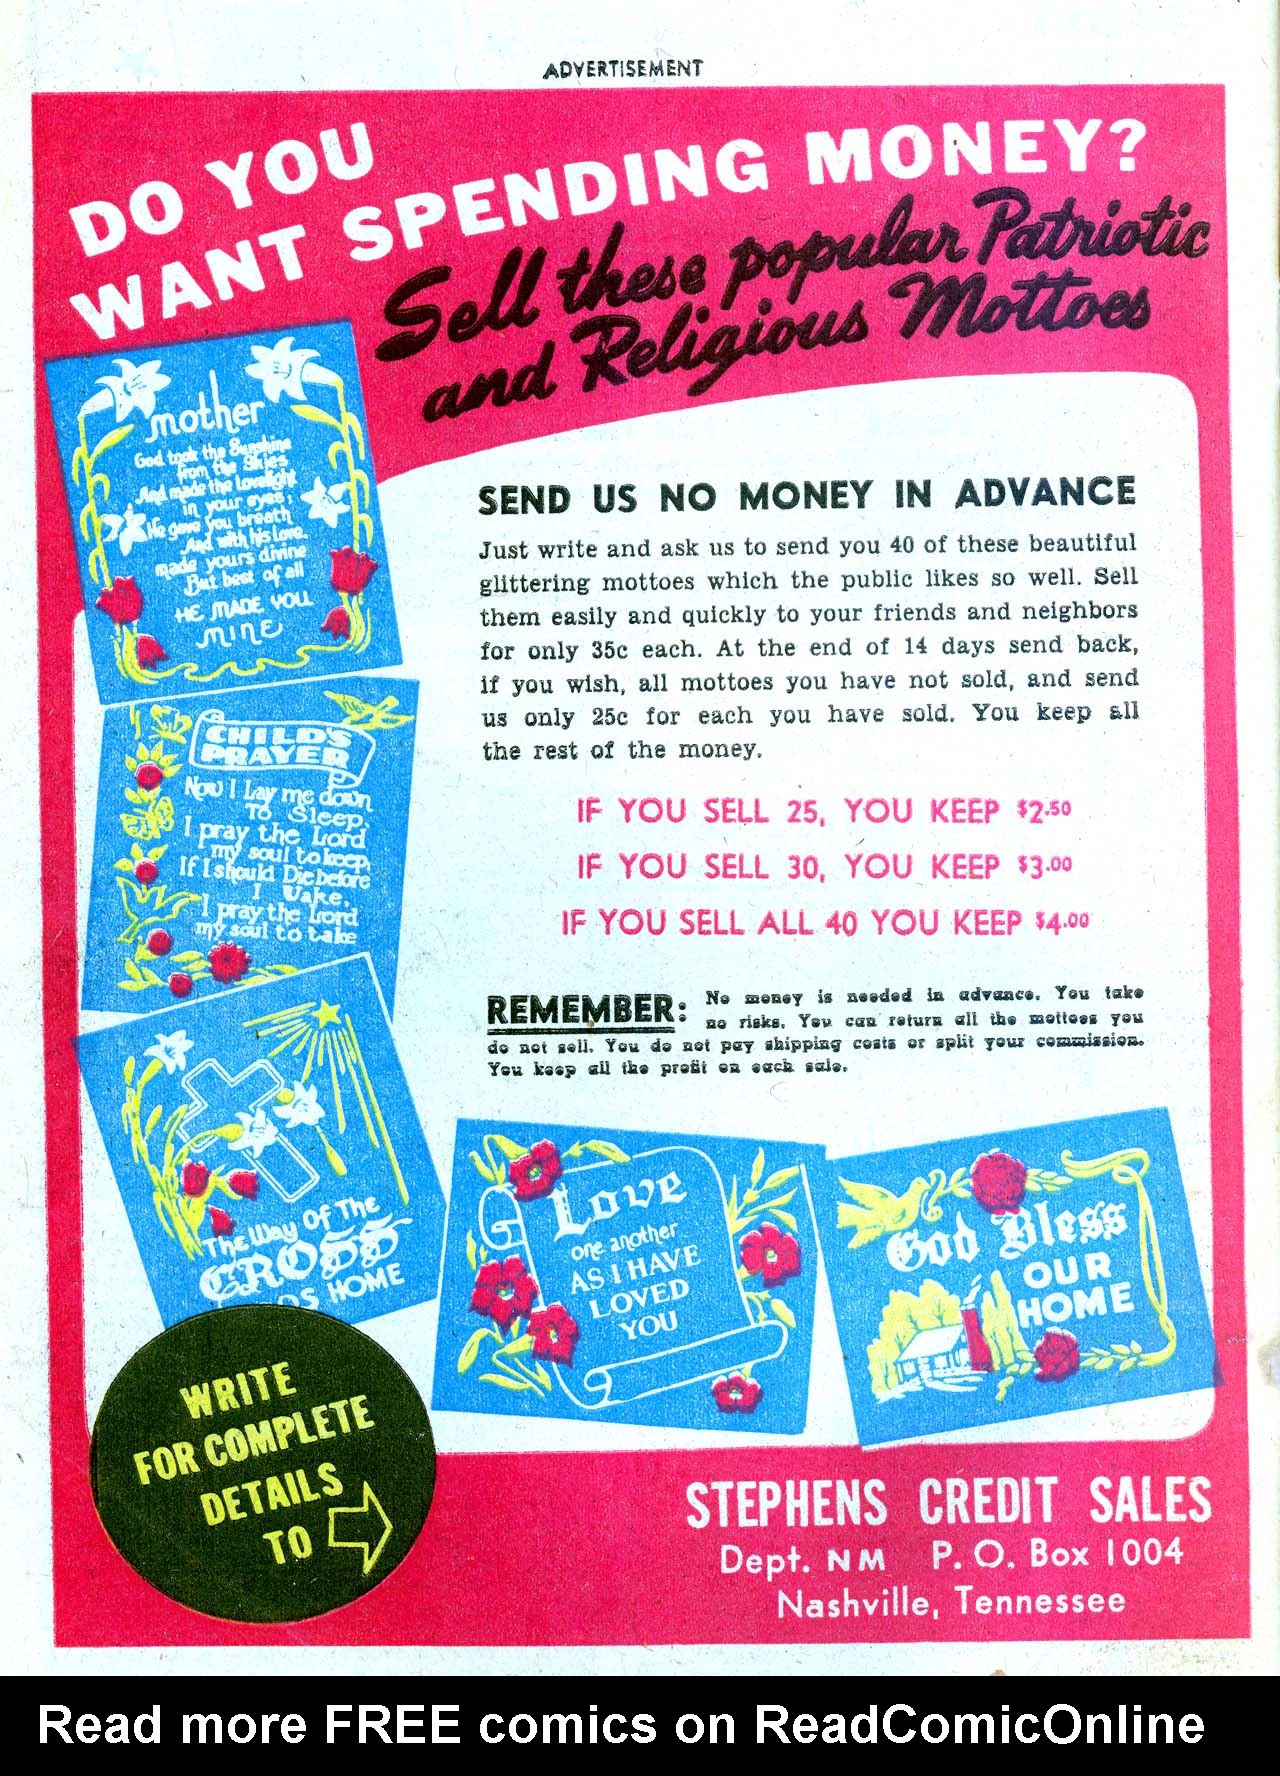 ADVERTISEMENT
DO YOU
WANT SPENDING MONEY?
Sell these popular Patriotic
and Religious Mottoes
mother
God took the Sunshine
from the Skies
And made the Lovelight
in your eyes;
He gave you breath
And with his Love,
made yours divine
But best of all
HE MADE YOU
MINE
CHILD'S
PRAYER
Now I Lay me down
To Sleep,
I pray the Lord
my soul to keep,
If I should Die before
I Wake,
I pray the Lord
my soul to take
The Way Of The
CROSS
HOME
SEND US NO MONEY IN ADVANCE
Just write and ask us to send you 40 of these beautiful
glittering mottoes which the public likes so well. Sell
them easily and quickly to your friends and neighbors
for only 35c each. At the end of 14 days send back,
if you wish, all mottoes you have not sold, and send
us only 25c for each you have sold. You keep all
the rest of the money.
IF YOU SELL 25, YOU KEEP $2.50
IF YOU SELL 30, YOU KEEP $3.00
IF YOU SELL ALL 40 YOU KEEP $4.00
REMEMBER: No money is needed in advance. You take
no risks. You can return all the mottoes you
do not sell. You do not pay shipping costs or split your commission.
You keep all the profit on each sale.
Love
one another
AS I HAVE
LOVED
YOU
God Bless
OUR
HOME
WRITE
FOR COMPLETE
DETAILS
TO
STEPHENS CREDIT SALES
Dept. NM P. O. Box 1004
Nashville, Tennessee
Read more FREE comics on ReadComicOnline